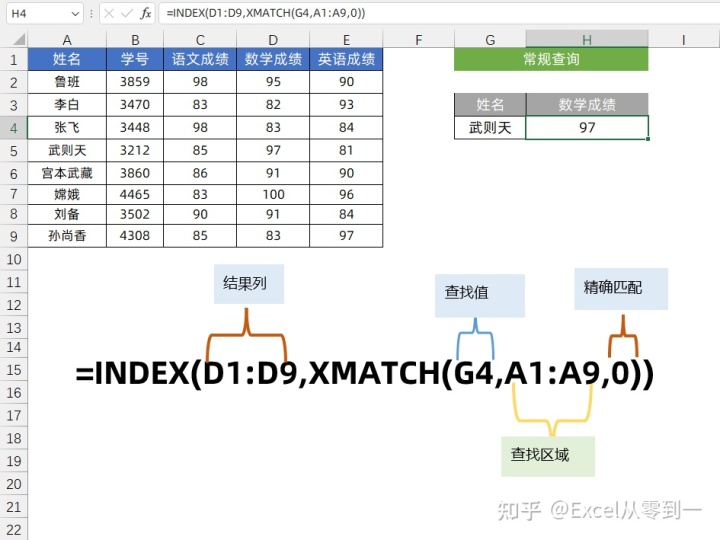 H4 fx =INDEX(D1:D9,XMATCH(G4,A1:A9,0))
A B C D E F G H I
1 姓名 学号 语文成绩 数学成绩 英语成绩 常规查询
2 鲁班 3859 98 95 90
3 李白 3470 83 82 93 姓名 数学成绩
4 张飞 3448 98 83 84 武则天 97
5 武则天 3212 85 97 81
6 宫本武藏 3860 86 91 90
7 嫦娥 4465 83 100 96
8 刘备 3502 90 91 84
9 孙尚香 4308 85 83 97
10
11 结果列 查找值 精确匹配
12
13
14
15 =INDEX(D1:D9,XMATCH(G4,A1:A9,0))
16
17
18
19 查找区域
20
21 知乎 @Excel从零到一
22